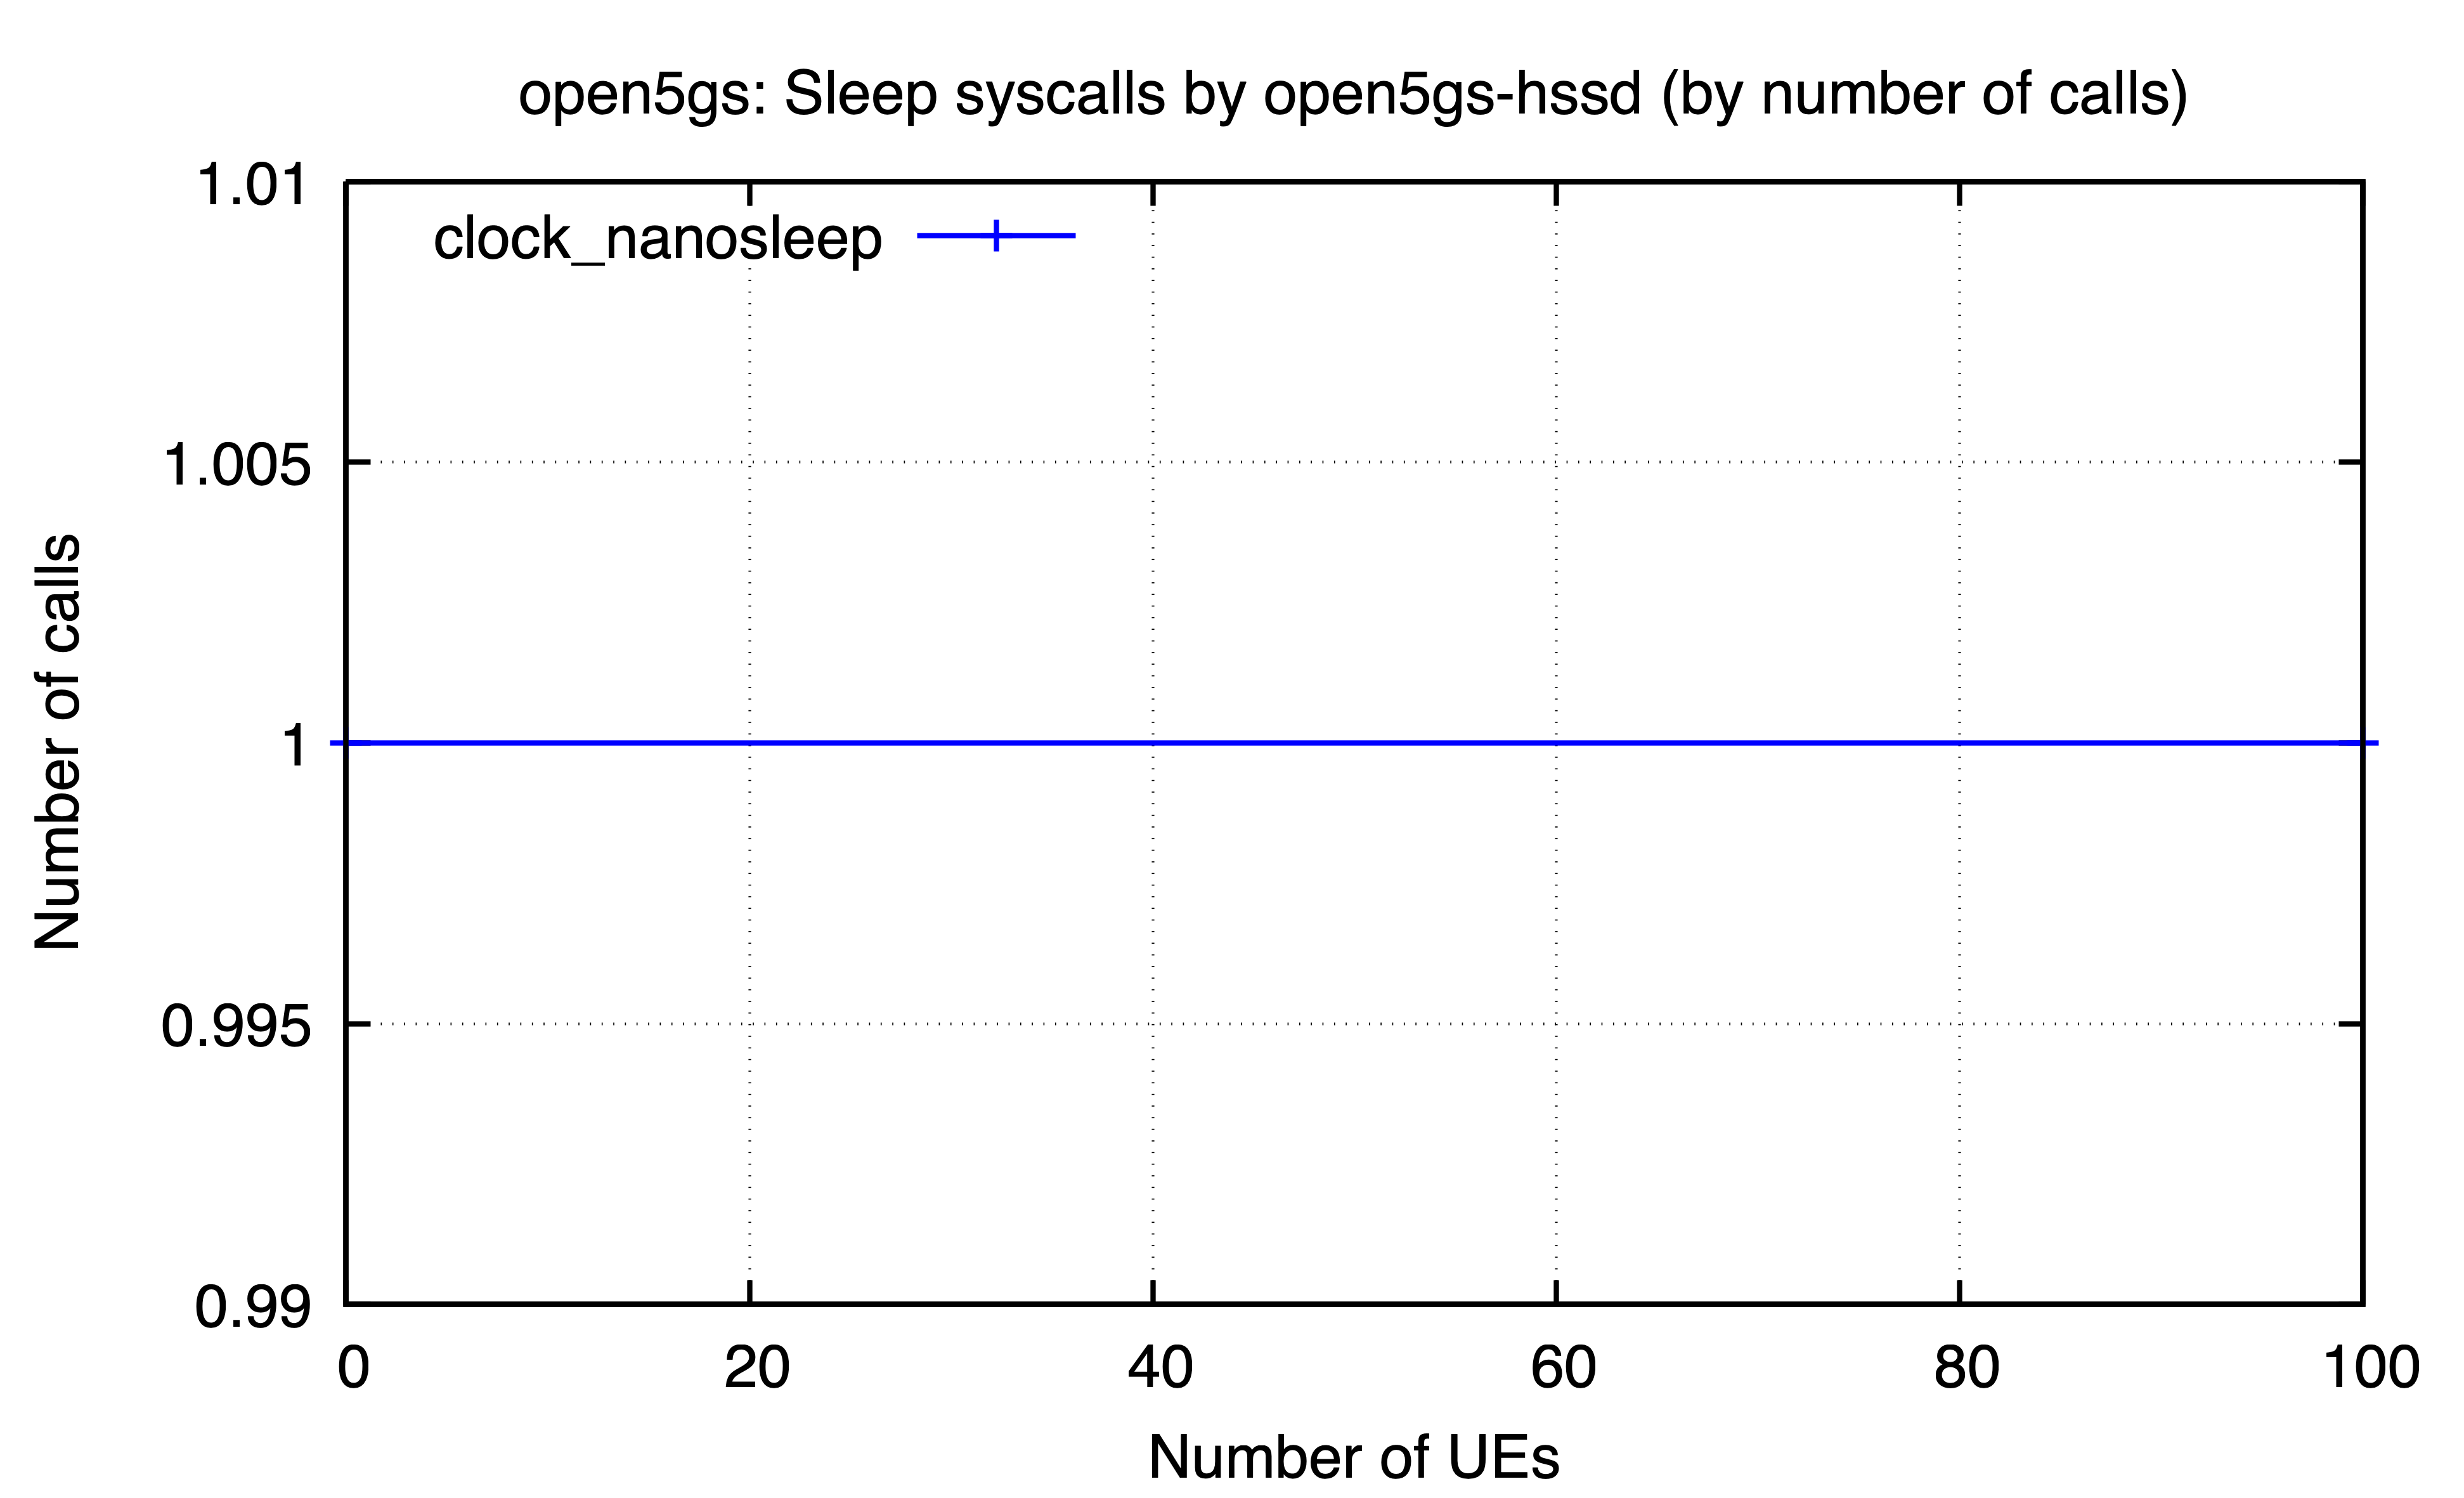 open5gs: Sleep syscalls by open5gs-hssd (by number of calls)
1.01
clock_nanosleep
1.005
Number of calls
1
0.995
0.99
0 20 40 60 80 100
Number of UEs